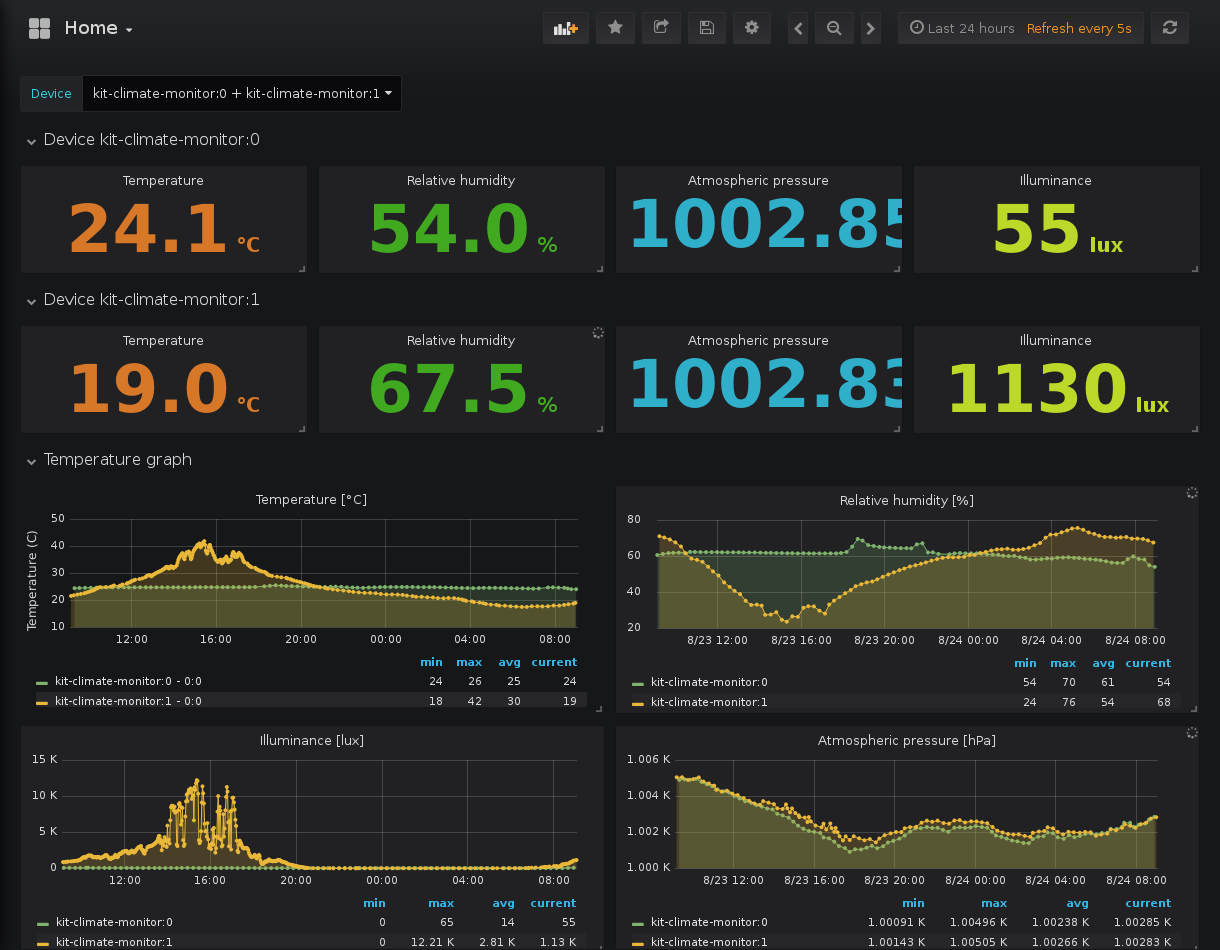 Home
Last 24 hours Refresh every 5s
Device kit-climate-monitor:0 + kit-climate-monitor:1
Device kit-climate-monitor:0
Temperature Relative humidity Atmospheric pressure Illuminance
24.1 °C 54.0 % 1002.85 55 lux
Device kit-climate-monitor:1
Temperature Relative humidity Atmospheric pressure Illuminance
19.0 °C 67.5 % 1002.83 1130 lux
Temperature graph
Temperature [°C]
Temperature (C)
50
40
30
20
10
12:00 16:00 20:00 00:00 04:00 08:00
min max avg current
kit-climate-monitor:0 - 0:0 24 26 25 24
kit-climate-monitor:1 - 0:0 18 42 30 19
Relative humidity [%]
80
60
40
20
8/23 12:00 8/23 16:00 8/23 20:00 8/24 00:00 8/24 04:00 8/24 08:00
min max avg current
kit-climate-monitor:0 54 70 61 54
kit-climate-monitor:1 24 76 54 68
Illuminance [lux]
15 K
10 K
5 K
0
12:00 16:00 20:00 00:00 04:00 08:00
min max avg current
kit-climate-monitor:0 0 65 14 55
kit-climate-monitor:1 0 12.21 K 2.81 K 1.13 K
Atmospheric pressure [hPa]
1.006 K
1.004 K
1.002 K
1.000 K
8/23 12:00 8/23 16:00 8/23 20:00 8/24 00:00 8/24 04:00 8/24 08:00
min max avg current
kit-climate-monitor:0 1.00091 K 1.00496 K 1.00238 K 1.00285 K
kit-climate-monitor:1 1.00143 K 1.00505 K 1.00266 K 1.00283 K